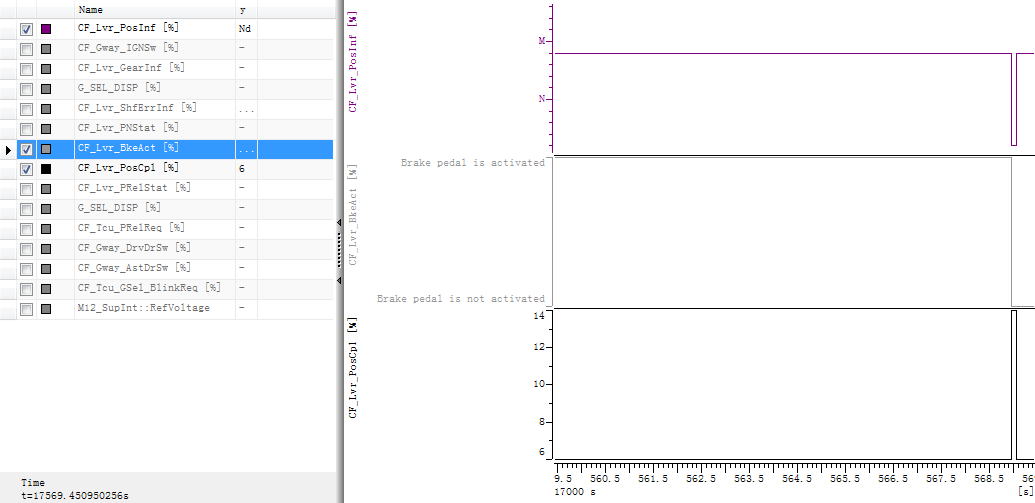 Name y
CF_Lvr_PosInf [%] Nd
CF_Gway_IGNSw [%] -
CF_Lvr_GearInf [%] -
G_SEL_DISP [%] -
CF_Lvr_ShfErrInf [%] ...
CF_Lvr_PNStat [%] -
CF_Lvr_BkeAct [%] ...
CF_Lvr_PosCpl [%] 6
CF_Lvr_PRelStat [%] -
G_SEL_DISP [%] -
CF_Tcu_PRelReq [%] -
CF_Gway_DrvDrSw [%] -
CF_Gway_AstDrSw [%] -
CF_Tcu_GSel_BlinkReq [%] -
M12_SupInt::RefVoltage -
Time
t=17569.450950256s
CF_Lvr_PosInf [%]
M
N
CF_Lvr_BkeAct [%]
Brake pedal is activated
Brake pedal is not activated
CF_Lvr_PosCpl [%]
14
12
10
8
6
9.5 560.5 561.5 562.5 563.5 564.5 565.5 566.5 567.5 568.5 56
17000 s [s]